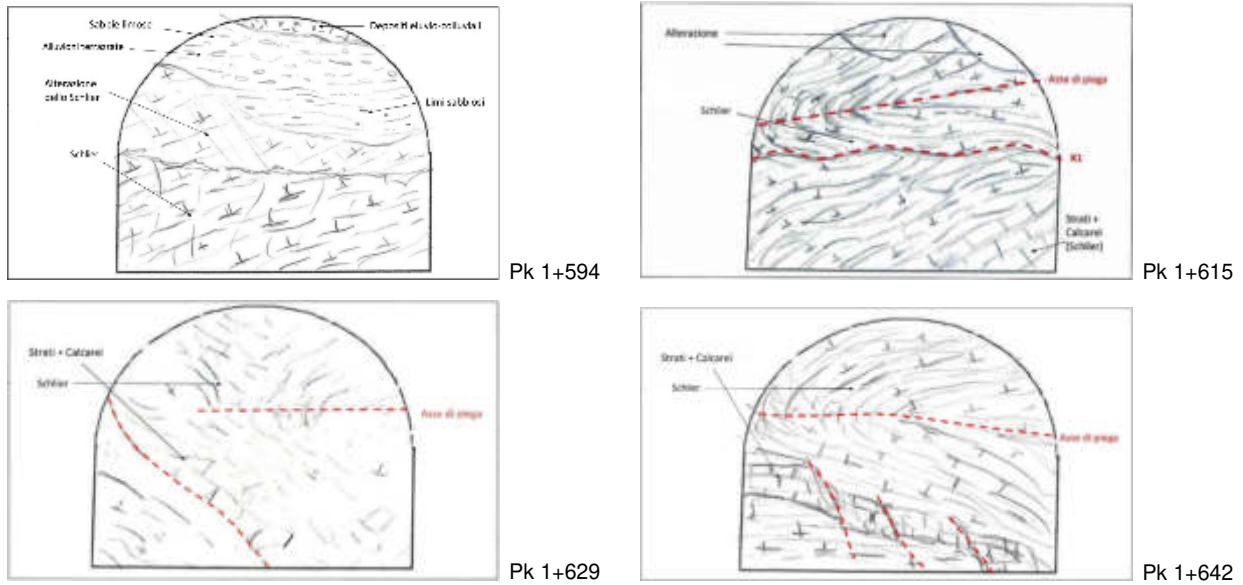 Sabbie limose
Depositi eluvio-colluviali
Alluvioni terrazzate
Alterazione
dello Schlier
Limi sabbiosi
Schlier
Pk 1+594
Alterazione
Asse di piega
Schlier
K1
Strati +
Calcarei
(Schlier)
Pk 1+615
Strati + Calcarei
Schlier
Asse di piega
Pk 1+629
Strati + Calcarei
Schlier
Asse di piega
Pk 1+642